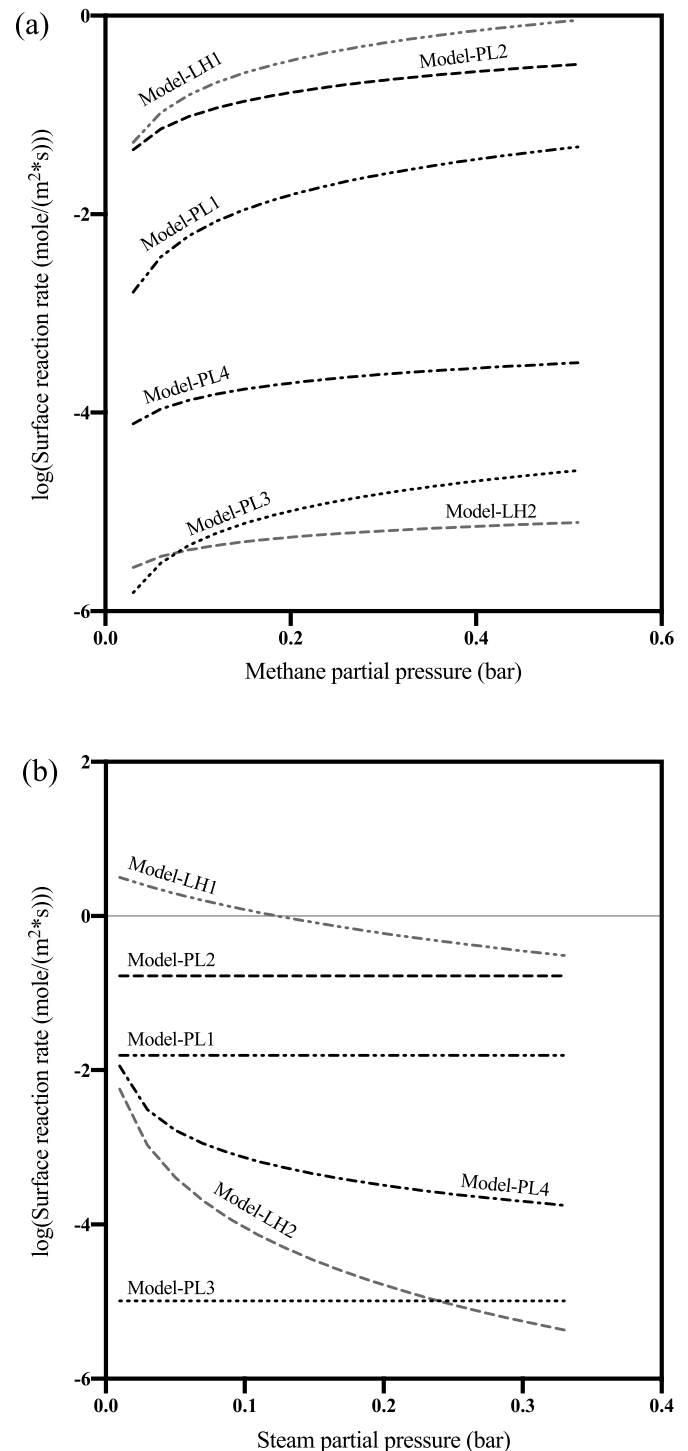 (a)
0
-2
-4
-6
log(Surface reaction rate (mole/(m²*s)))
Model-LH1
Model-PL2
Model-PL1
Model-PL4
Model-PL3
Model-LH2
0.0 0.2 0.4 0.6
Methane partial pressure (bar)
(b)
2
0
-2
-4
-6
log(Surface reaction rate (mole/(m²*s)))
Model-LH1
Model-PL2
Model-PL1
Model-PL4
Model-LH2
Model-PL3
0.0 0.1 0.2 0.3 0.4
Steam partial pressure (bar)